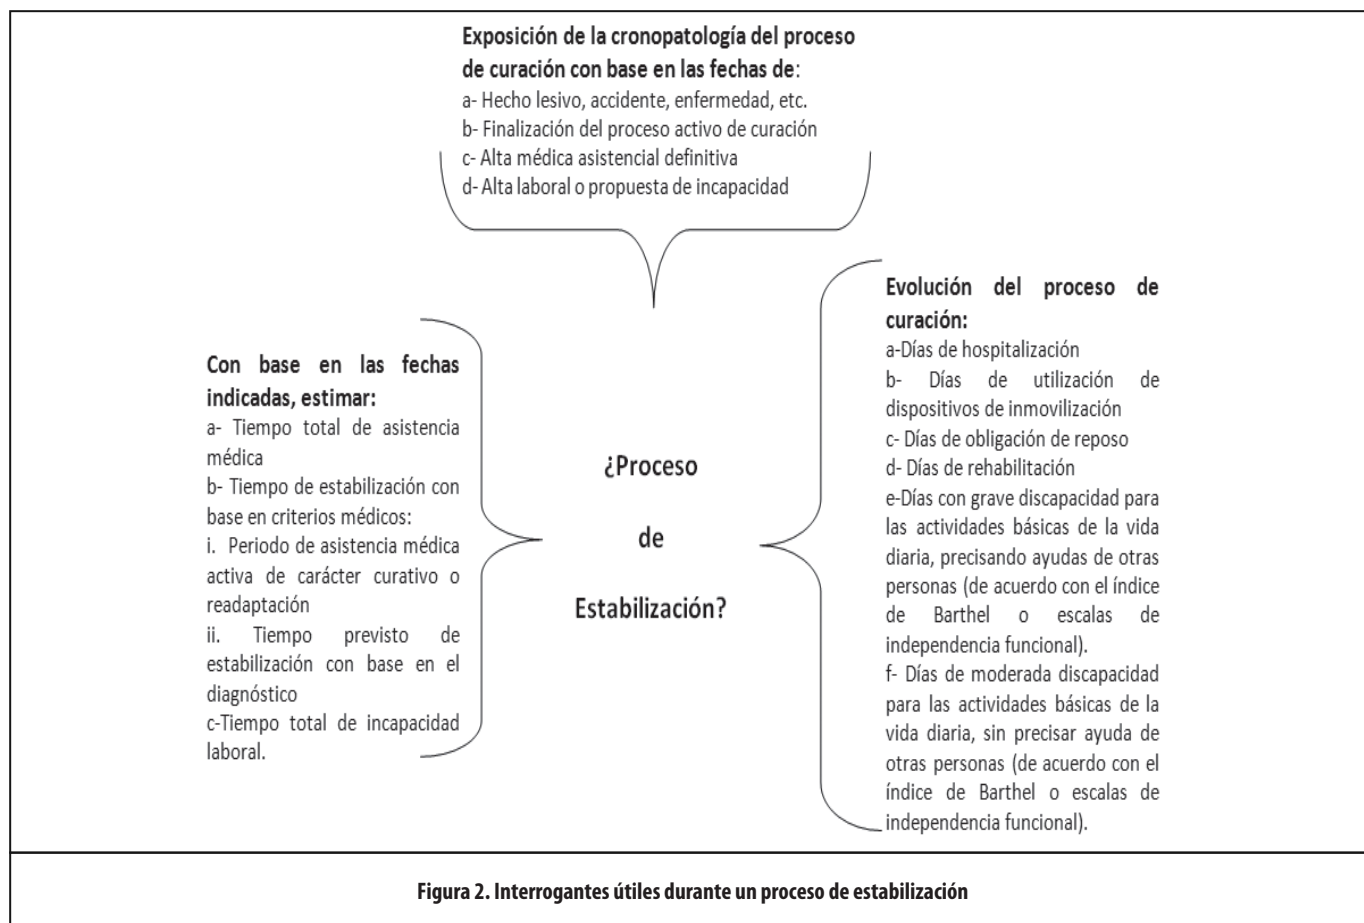 Exposición de la cronopatología del proceso
de curación con base en las fechas de:
a- Hecho lesivo, accidente, enfermedad, etc.
b- Finalización del proceso activo de curación
c- Alta médica asistencial definitiva
d- Alta laboral o propuesta de incapacidad
Con base en las fechas
indicadas, estimar:
a- Tiempo total de asistencia
médica
b- Tiempo de estabilización con
base en criterios médicos:
i. Periodo de asistencia médica
activa de carácter curativo o
readaptación
ii. Tiempo previsto de
estabilización con base en el
diagnóstico
c-Tiempo total de incapacidad
laboral.
¿Proceso
de
Estabilización?
Evolución del proceso de
curación:
a-Días de hospitalización
b- Días de utilización de
dispositivos de inmovilización
c- Días de obligación de reposo
d- Días de rehabilitación
e-Días con grave discapacidad para
las actividades básicas de la vida
diaria, precisando ayudas de otras
personas (de acuerdo con el índice
de Barthel o escalas de
independencia funcional).
f- Días de moderada discapacidad
para las actividades básicas de la
vida diaria, sin precisar ayuda de
otras personas (de acuerdo con el
índice de Barthel o escalas de
independencia funcional).
Figura 2. Interrogantes útiles durante un proceso de estabilización